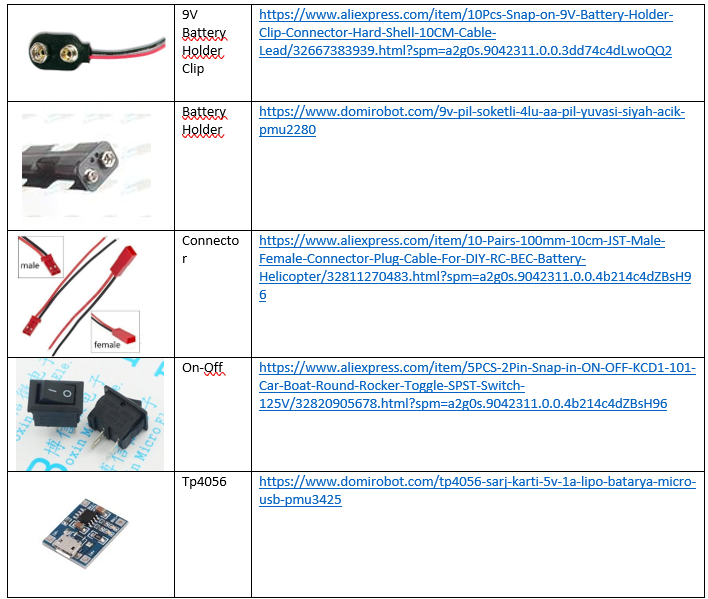 9V
Battery
Holder
Clip
https://www.aliexpress.com/item/10Pcs-Snap-on-9V-Battery-Holder-
Clip-Connector-Hard-Shell-10CM-Cable-
Lead/32667383939.html?spm=a2g0s.9042311.0.0.3dd74c4dLwoQQ2
Battery
Holder
https://www.domirobot.com/9v-pil-soketli-4lu-aa-pil-yuvasi-siyah-acik-
pmu2280
male
female
Connecto
r
https://www.aliexpress.com/item/10-Pairs-100mm-10cm-JST-Male-
Female-Connector-Plug-Cable-For-DIY-RC-BEC-Battery-
Helicopter/32811270483.html?spm=a2g0s.9042311.0.0.4b214c4dZBsH9
6
On-Off
https://www.aliexpress.com/item/5PCS-2Pin-Snap-in-ON-OFF-KCD1-101-
Car-Boat-Round-Rocker-Toggle-SPST-Switch-
125V/32820905678.html?spm=a2g0s.9042311.0.0.4b214c4dZBsH96
Tp4056
https://www.domirobot.com/tp4056-sarj-karti-5v-1a-lipo-batarya-micro-
usb-pmu3425